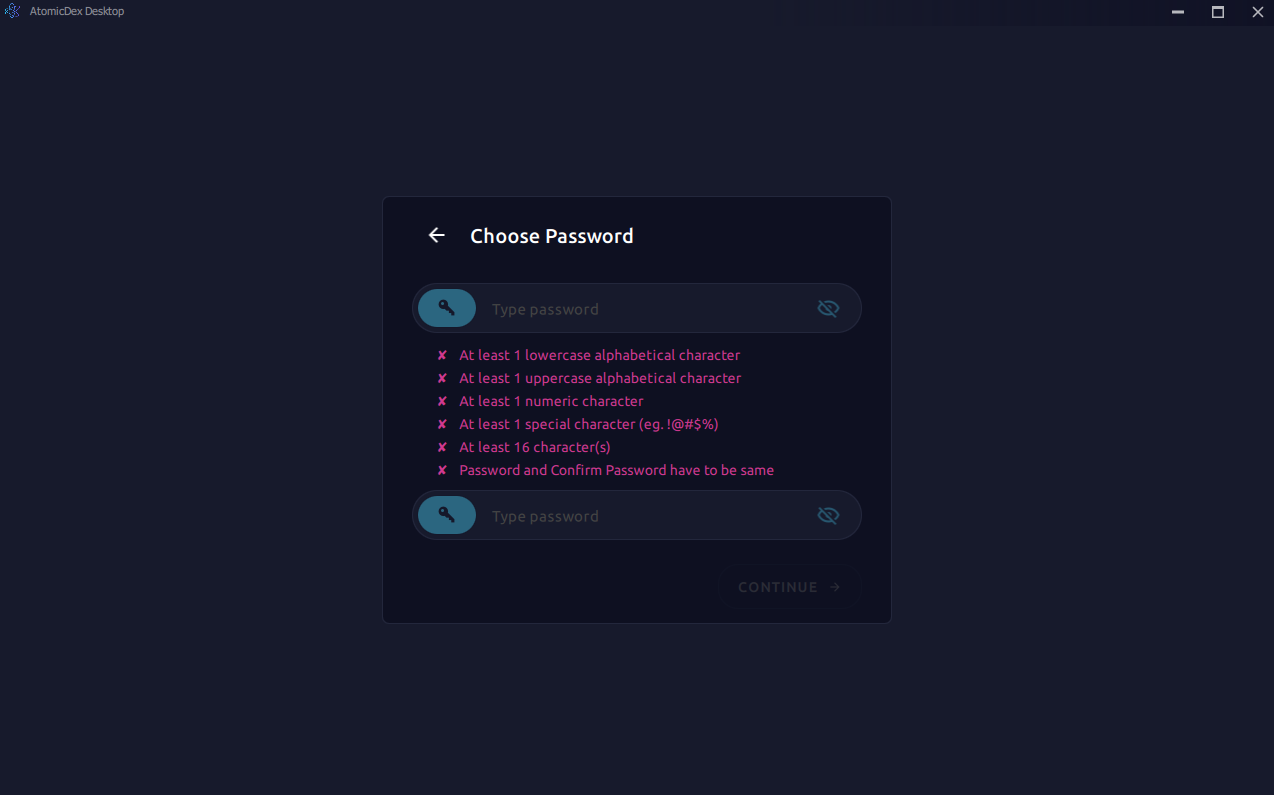 AtomicDex Desktop
Choose Password
Type password
✘ At least 1 lowercase alphabetical character
✘ At least 1 uppercase alphabetical character
✘ At least 1 numeric character
✘ At least 1 special character (eg. !@#$%)
✘ At least 16 character(s)
✘ Password and Confirm Password have to be same
Type password
CONTINUE →